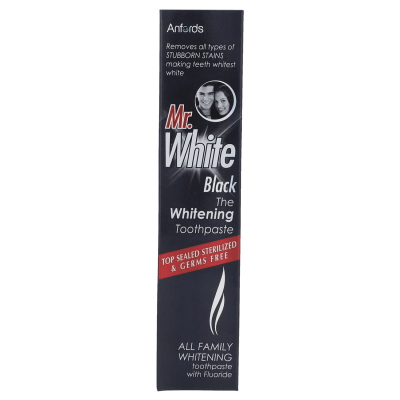 Anfords
Removes all types of
STUBBORN STAINS
making teeth whitest
white
Mr.
White
Black
The
Whitening
Toothpaste
TOP SEALED STERILIZED
& GERMS FREE
ALL FAMILY
WHITENING
toothpaste
with Fluoride